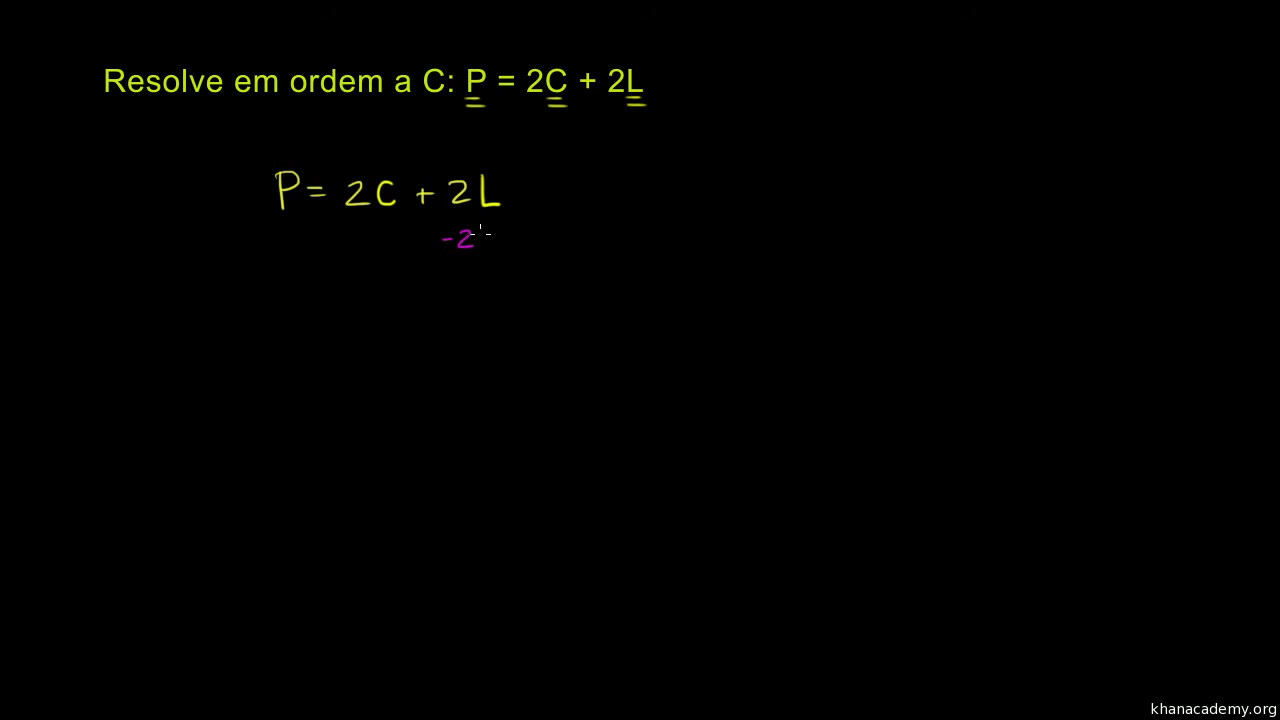 Resolve em ordem a C: P = 2C + 2L
P = 2C + 2L
-2
khanacademy.org